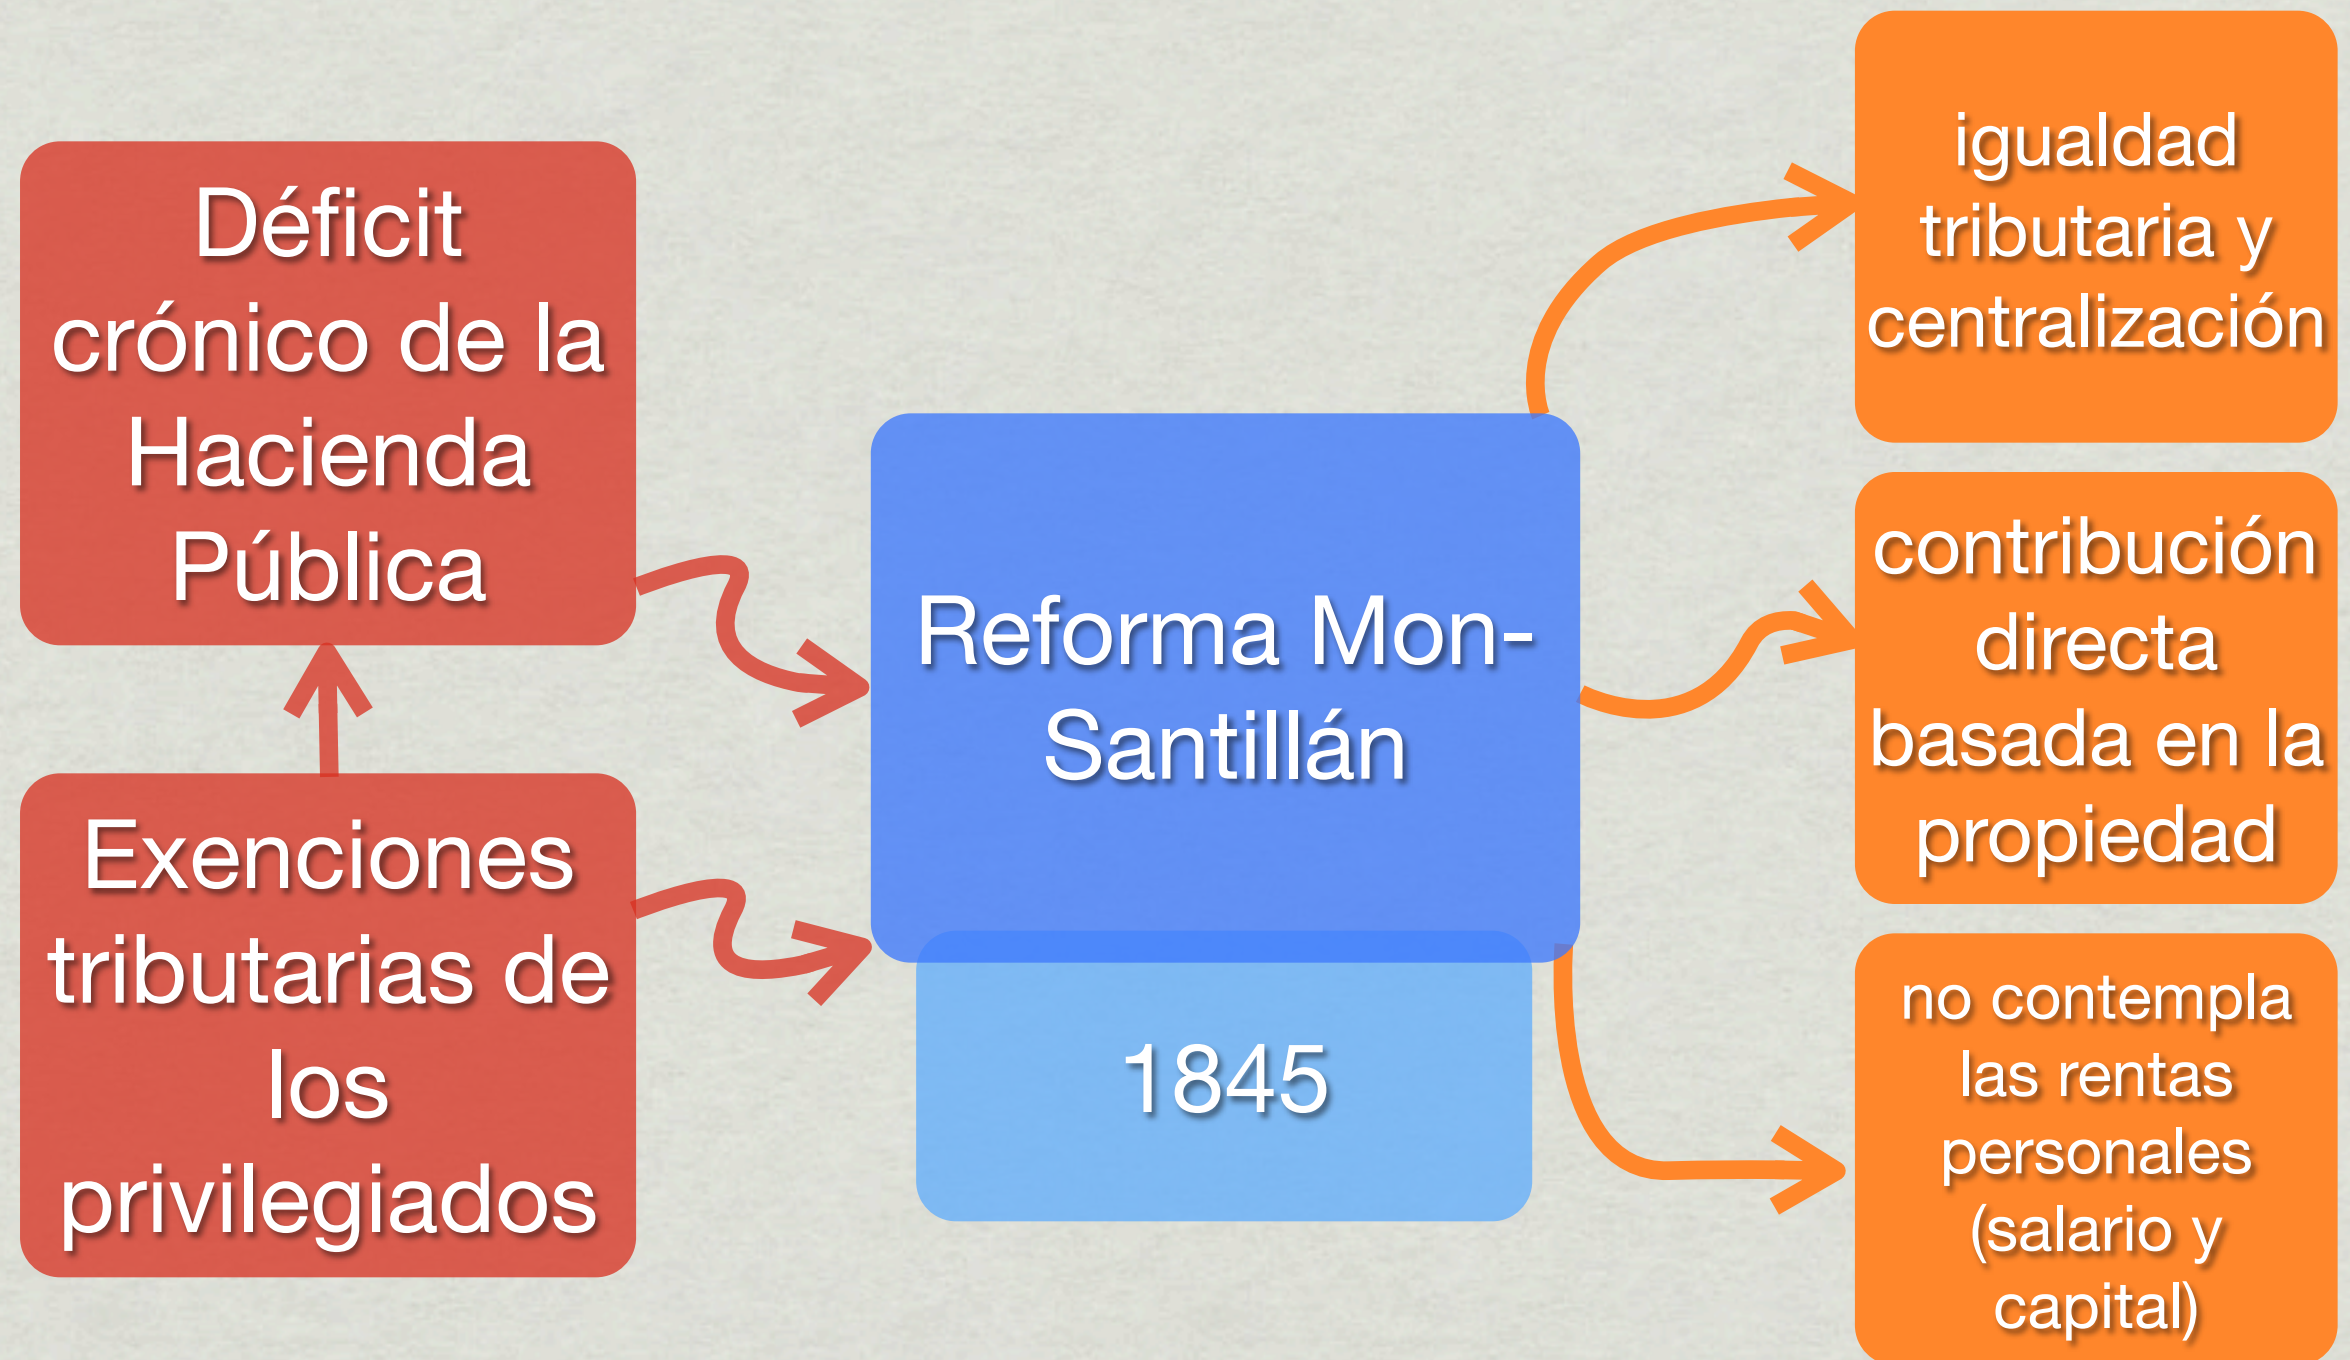 Déficit
crónico de la
Hacienda
Pública
Exenciones
tributarias de
los
privilegiados
Reforma Mon-
Santillán
1845
igualdad
tributaria y
centralización
contribución
directa
basada en la
propiedad
no contempla
las rentas
personales
(salario y
capital)